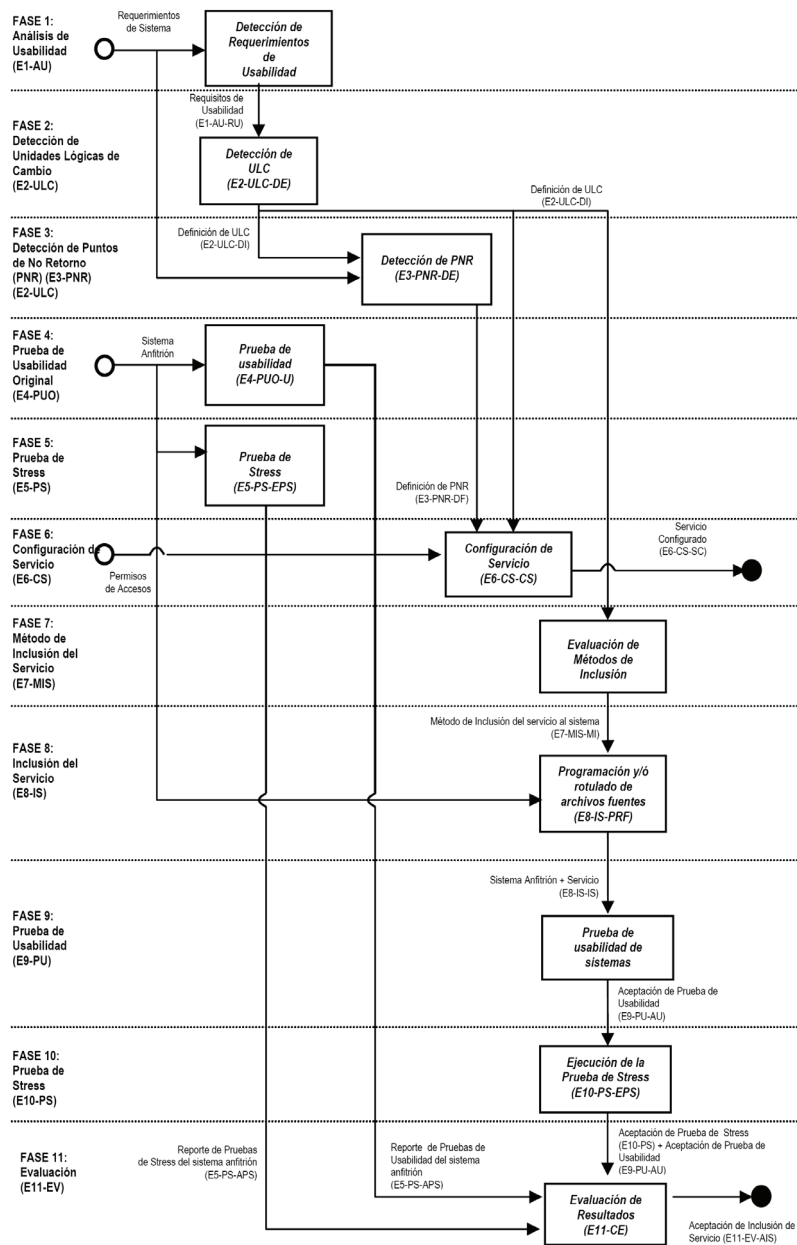 FASE 1:
Análisis de
Usabilidad
(E1-AU)
Requerimientos
de Sistema
Detección de
Requerimientos
de
Usabilidad
Requisitos de
Usabilidad
(E1-AU-RU)
FASE 2:
Detección de
Unidades Lógicas de
Cambio
(E2-ULC)
Detección de
ULC
(E2-ULC-DE)
Definición de ULC
(E2-ULC-DI)
FASE 3:
Detección de Puntos
de No Retorno
(PNR) (E3-PNR)
(E2-ULC)
Definición de ULC
(E2-ULC-DI)
Detección de PNR
(E3-PNR-DE)
FASE 4:
Prueba de
Usabilidad
Original
(E4-PUO)
Sistema
Anfitrión
Prueba de
usabilidad
(E4-PUO-U)
FASE 5:
Prueba de
Stress
(E5-PS)
Prueba de
Stress
(E5-PS-EPS)
Definición de PNR
(E3-PNR-DF)
FASE 6:
Configuración de
Servicio
(E6-CS)
Permisos
de Accesos
Configuración de
Servicio
(E6-CS-CS)
Servicio
Configurado
(E6-CS-SC)
FASE 7:
Método de
Inclusión del
Servicio
(E7-MIS)
Evaluación de
Métodos de
Inclusión
Método de Inclusión del servicio al sistema
(E7-MIS-MI)
FASE 8:
Inclusión del
Servicio
(E8-IS)
Programación y/ó
rotulado de
archivos fuentes
(E8-IS-PRF)
Sistema Anfitrión + Servicio
(E8-IS-IS)
FASE 9:
Prueba de
Usabilidad
(E9-PU)
Prueba de
usabilidad de
sistemas
Aceptación de Prueba de
Usabilidad
(E9-PU-AU)
FASE 10:
Prueba de
Stress
(E10-PS)
Ejecución de la
Prueba de Stress
(E10-PS-EPS)
FASE 11:
Evaluación
(E11-EV)
Reporte de Pruebas
de Stress del sistema anfitrión
(E5-PS-APS)
Reporte de Pruebas de
Usabilidad del sistema
anfitrión
(E5-PS-APS)
Aceptación de Prueba de Stress
(E10-PS) + Aceptación de Prueba de
Usabilidad
(E9-PU-AU)
Evaluación de
Resultados
(E11-CE)
Aceptación de Inclusión de
Servicio (E11-EV-AIS)